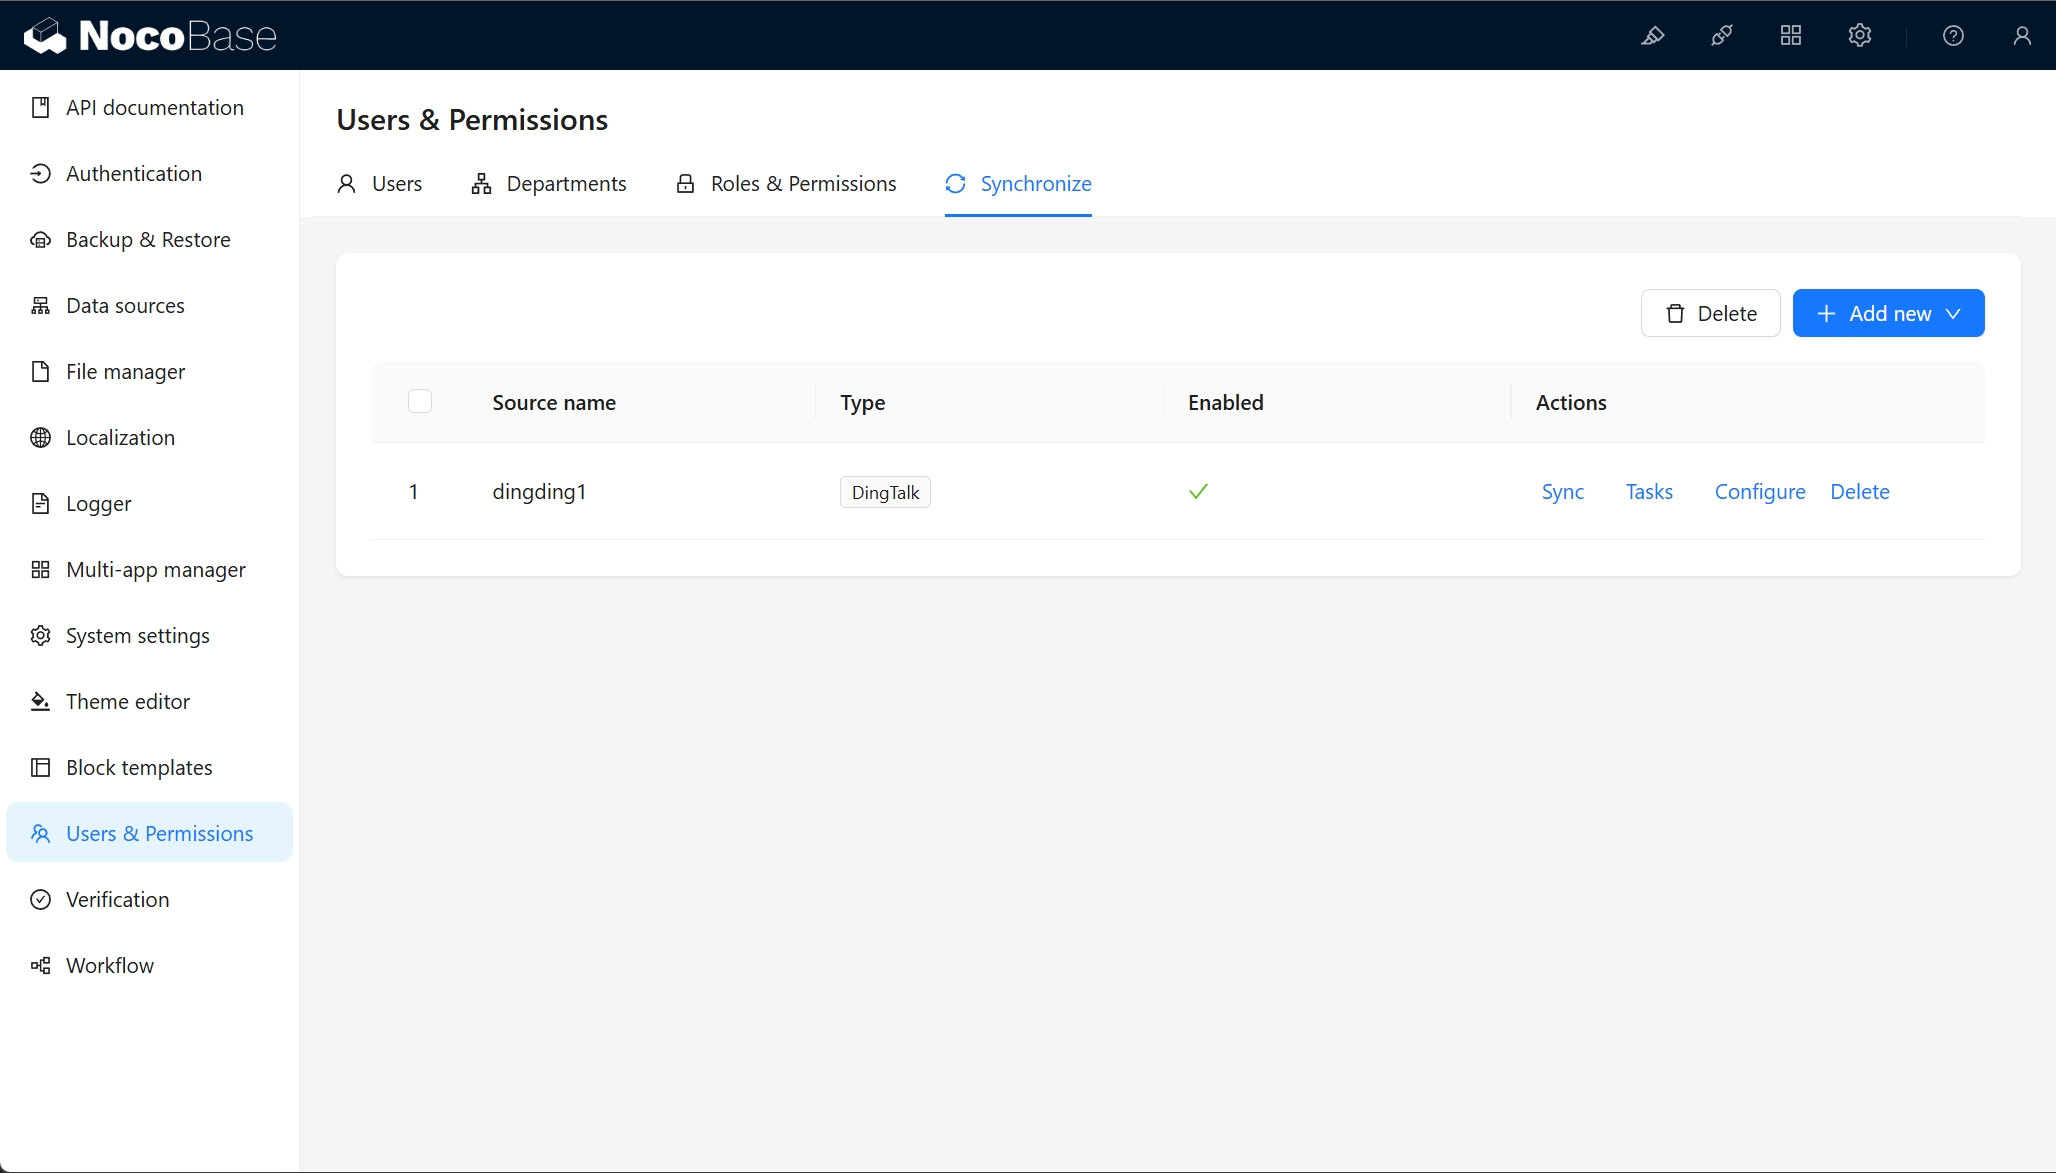 NocoBase
API documentation
Authentication
Backup & Restore
Data sources
File manager
Localization
Logger
Multi-app manager
System settings
Theme editor
Block templates
Users & Permissions
Verification
Workflow
Users & Permissions
Users Departments Roles & Permissions Synchronize
Delete Add new
Source name Type Enabled Actions
1 dingding1 DingTalk Sync Tasks Configure Delete